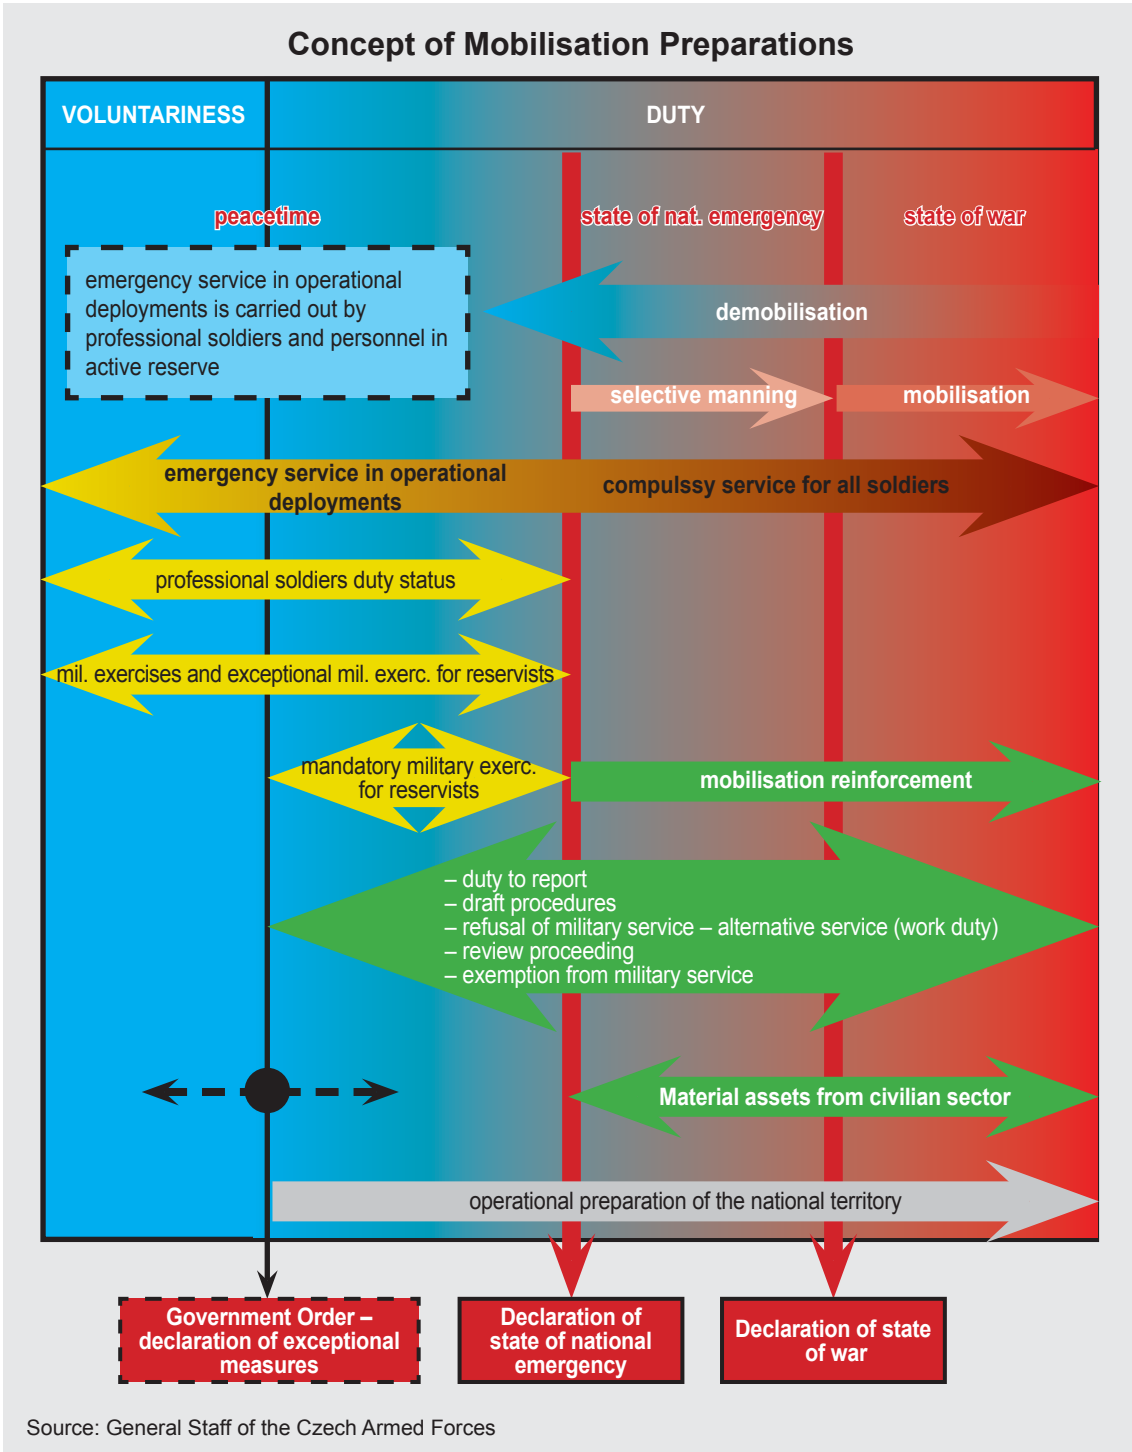 Concept of Mobilisation Preparations
VOLUNTARINESS
DUTY
peacetime
state of nat. emergency
state of war
emergency service in operational
deployments is carried out by
professional soldiers and personnel in
active reserve
demobilisation
selective manning
mobilisation
emergency service in operational
deployments
compulssy service for all soldiers
professional soldiers duty status
mil. exercises and exceptional mil. exerc. for reservists
mandatory military exerc.
for reservists
mobilisation reinforcement
– duty to report
– draft procedures
– refusal of military service – alternative service (work duty)
– review proceeding
– exemption from military service
Material assets from civilian sector
operational preparation of the national territory
Government Order –
declaration of exceptional
measures
Declaration of
state of national
emergency
Declaration of state
of war
Source: General Staff of the Czech Armed Forces